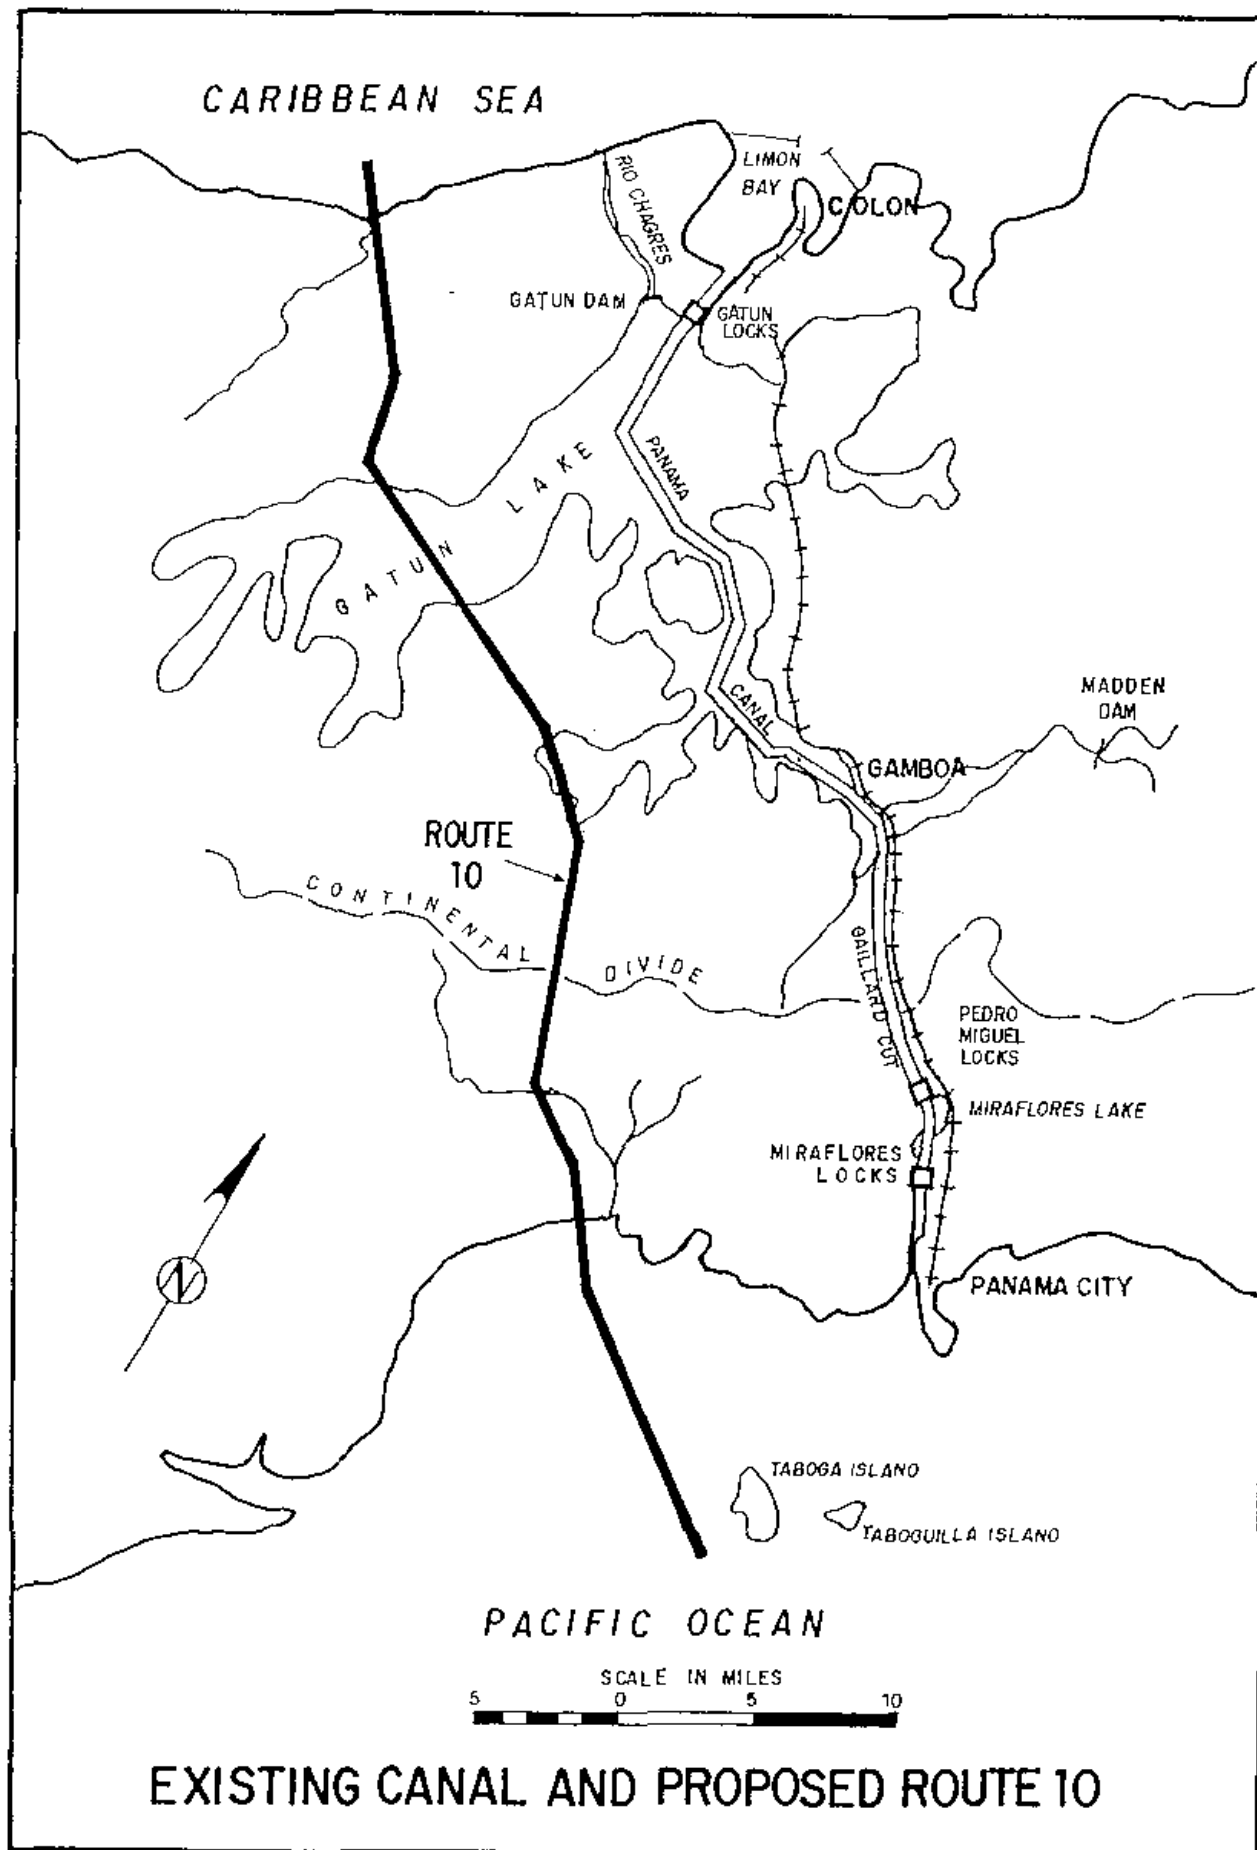 CARIBBEAN SEA
LIMON
BAY
RIO CHAGRES
COLON
GATUN DAM
GATUN
LOCKS
GATUN LAKE
PANAMA
CANAL
MADDEN
DAM
GAMBOA
ROUTE
10
CONTINENTAL DIVIDE
GAILLARD CUT
PEDRO
MIGUEL
LOCKS
MIRAFLORES LAKE
MIRAFLORES
LOCKS
N
PANAMA CITY
TABOGA ISLAND
TABOGUILLA ISLAND
PACIFIC OCEAN
SCALE IN MILES
5 0 5 10
EXISTING CANAL AND PROPOSED ROUTE 10